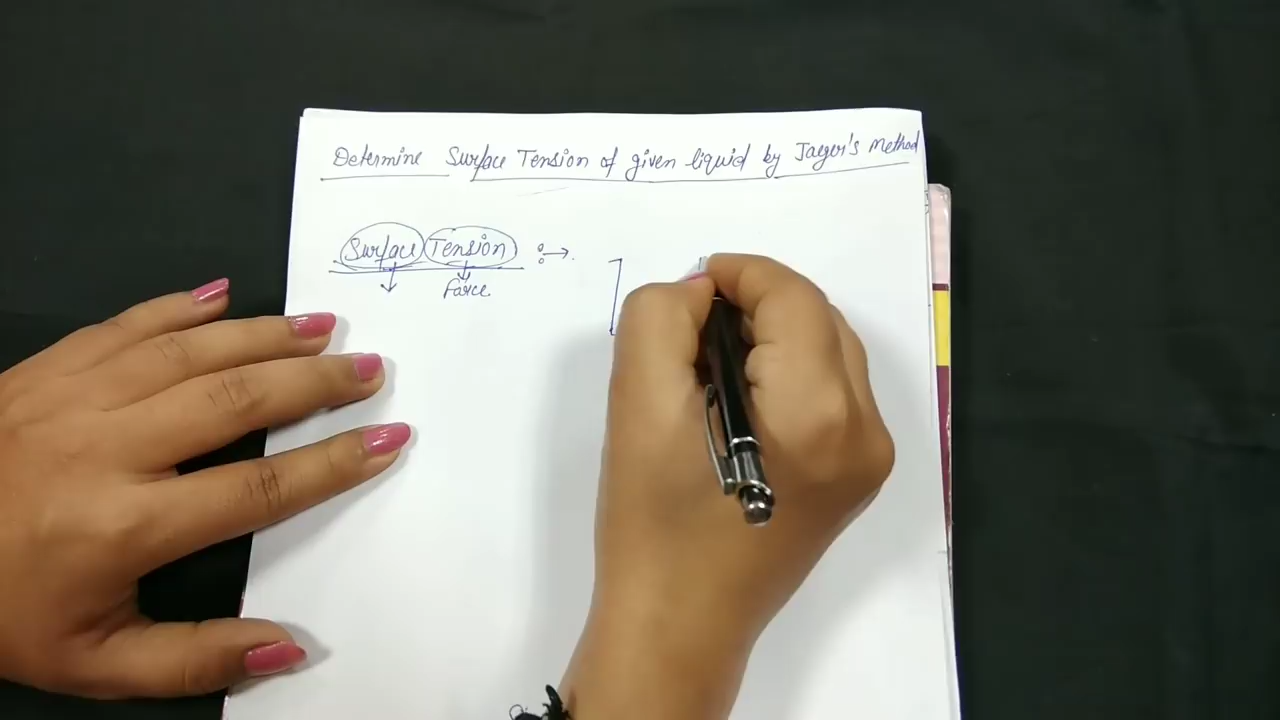 Determine Surface Tension of given liquid by Jaeger's Method
Surface Tension
Force